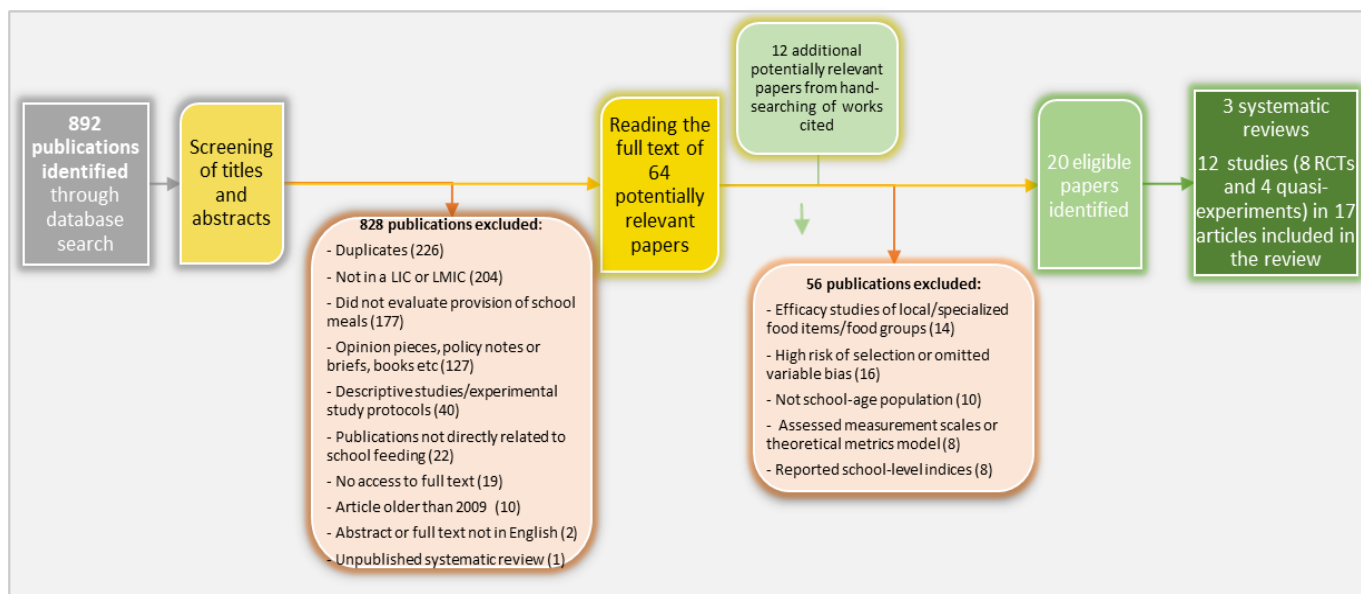 892
publications
identified
through
database
search
Screening
of titles
and
abstracts
828 publications excluded:
- Duplicates (226)
- Not in a LIC or LMIC (204)
- Did not evaluate provision of school
meals (177)
- Opinion pieces, policy notes or
briefs, books etc (127)
- Descriptive studies/experimental
study protocols (40)
- Publications not directly related to
school feeding (22)
- No access to full text (19)
- Article older than 2009 (10)
- Abstract or full text not in English (2)
- Unpublished systematic review (1)
Reading the
full text of
64
potentially
relevant
papers
12 additional
potentially relevant
papers from hand-
searching of works
cited
56 publications excluded:
- Efficacy studies of local/specialized
food items/food groups (14)
- High risk of selection or omitted
variable bias (16)
- Not school-age population (10)
- Assessed measurement scales or
theoretical metrics model (8)
- Reported school-level indices (8)
20 eligible
papers
identified
3 systematic
reviews
12 studies (8 RCTs
and 4 quasi-
experiments) in 17
articles included in
the review